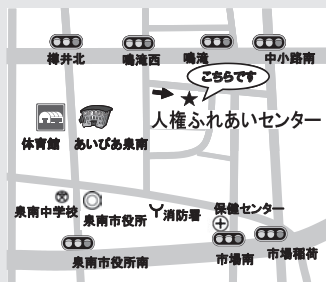 樽井北
鳴滝西
鳴滝
中小路南
こちらです
人権ふれあいセンター
体育館
あいぴあ泉南
泉南中学校
泉南市役所
消防署
保健センター
泉南市役所南
市場南
市場稲荷